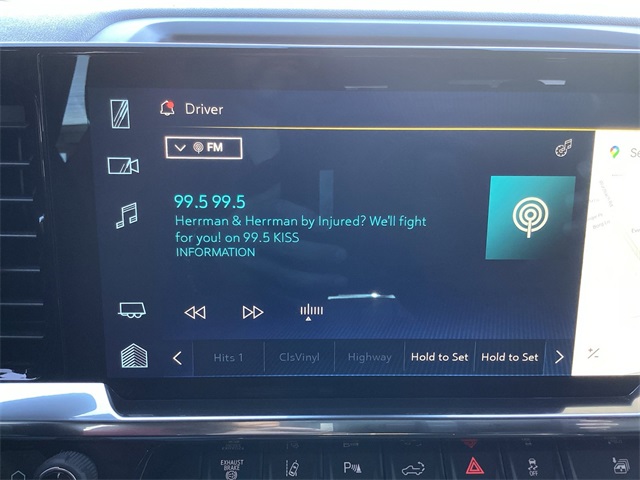 Driver
FM
Se
99.5 99.5
Herrman & Herrman by Injured? We'll fight
for you! on 99.5 KISS
INFORMATION
Hits 1 ClsVinyl Highway Hold to Set Hold to Set
EXHAUST
BRAKE
P